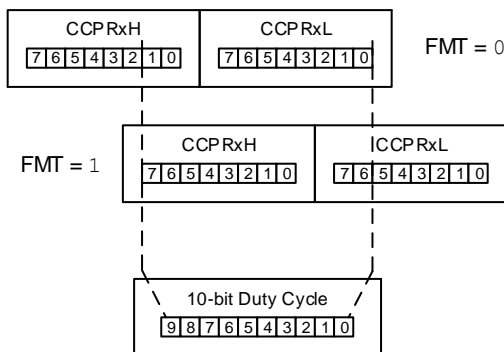 CCPRxH CCPRxL
7 6 5 4 3 2 1 0 7 6 5 4 3 2 1 0 FMT = 0
CCPRxH CCPRxL
FMT = 1 7 6 5 4 3 2 1 0 7 6 5 4 3 2 1 0
10-bit Duty Cycle
9 8 7 6 5 4 3 2 1 0